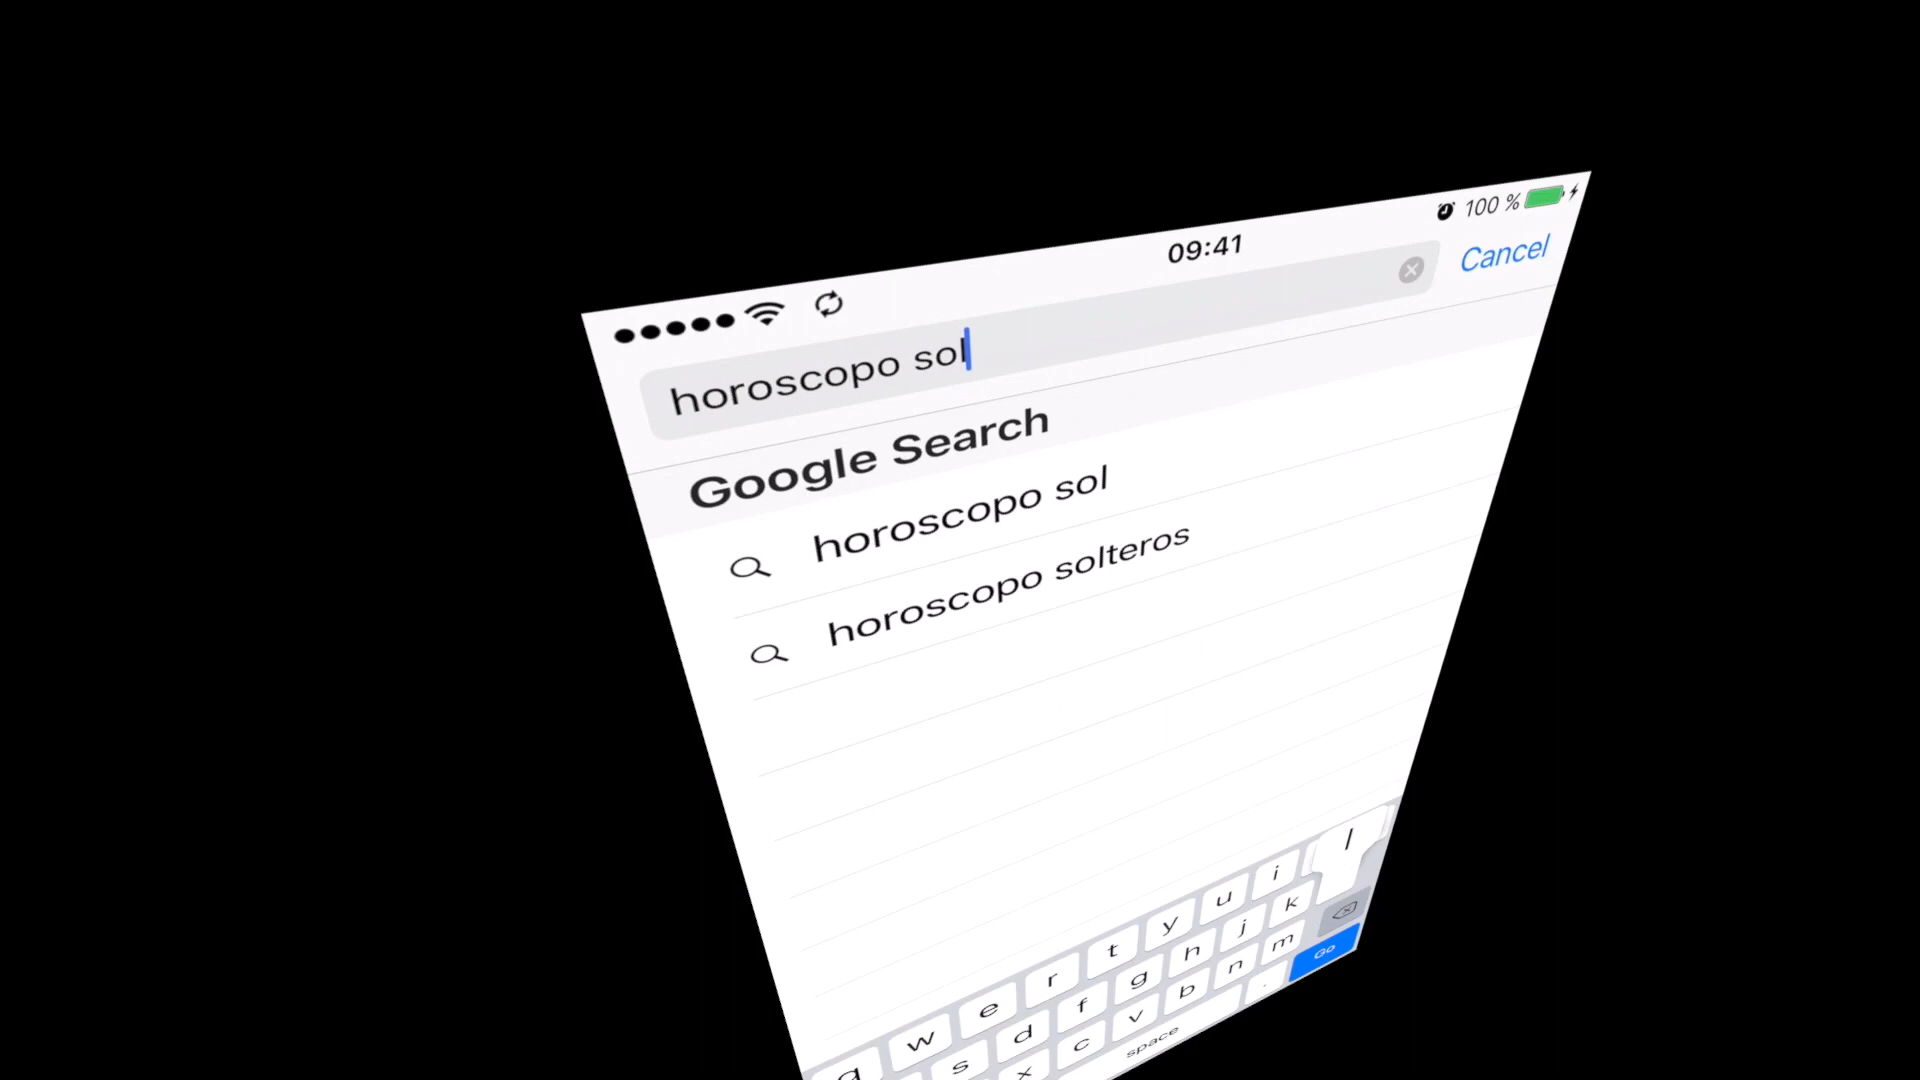 09:41
100 %
horoscopo sol
Cancel
Google Search
horoscopo sol
horoscopo solteros
q w e r t y u i
s d f g h j k l
x c v b n m
space . Go